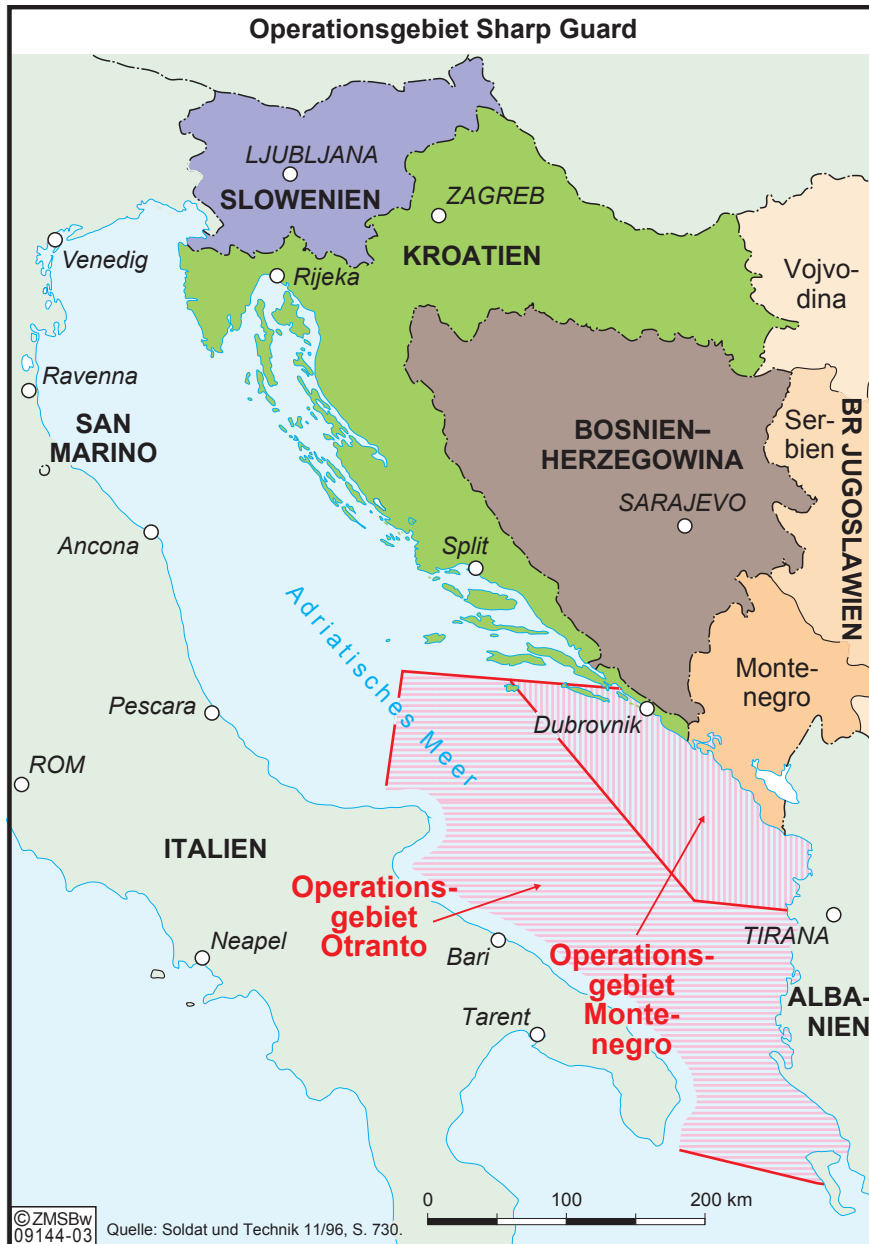 Operationsgebiet Sharp Guard
LJUBLJANA
SLOWENIEN
ZAGREB
KROATIEN
Venedig
Rijeka
Vojvo-
dina
Ravenna
SAN
MARINO
BOSNIEN–
HERZEGOWINA
SARAJEVO
Ser-
bien
BR JUGOSLAWIEN
Ancona
Split
Adriatisches Meer
Monte-
negro
Pescara
Dubrovnik
ROM
ITALIEN
Operations-
gebiet
Otranto
Neapel
Bari
Operations-
gebiet
Monte-
negro
TIRANA
ALBA-
NIEN
Tarent
0 100 200 km
©ZMSBw
09144-03
Quelle: Soldat und Technik 11/96, S. 730.